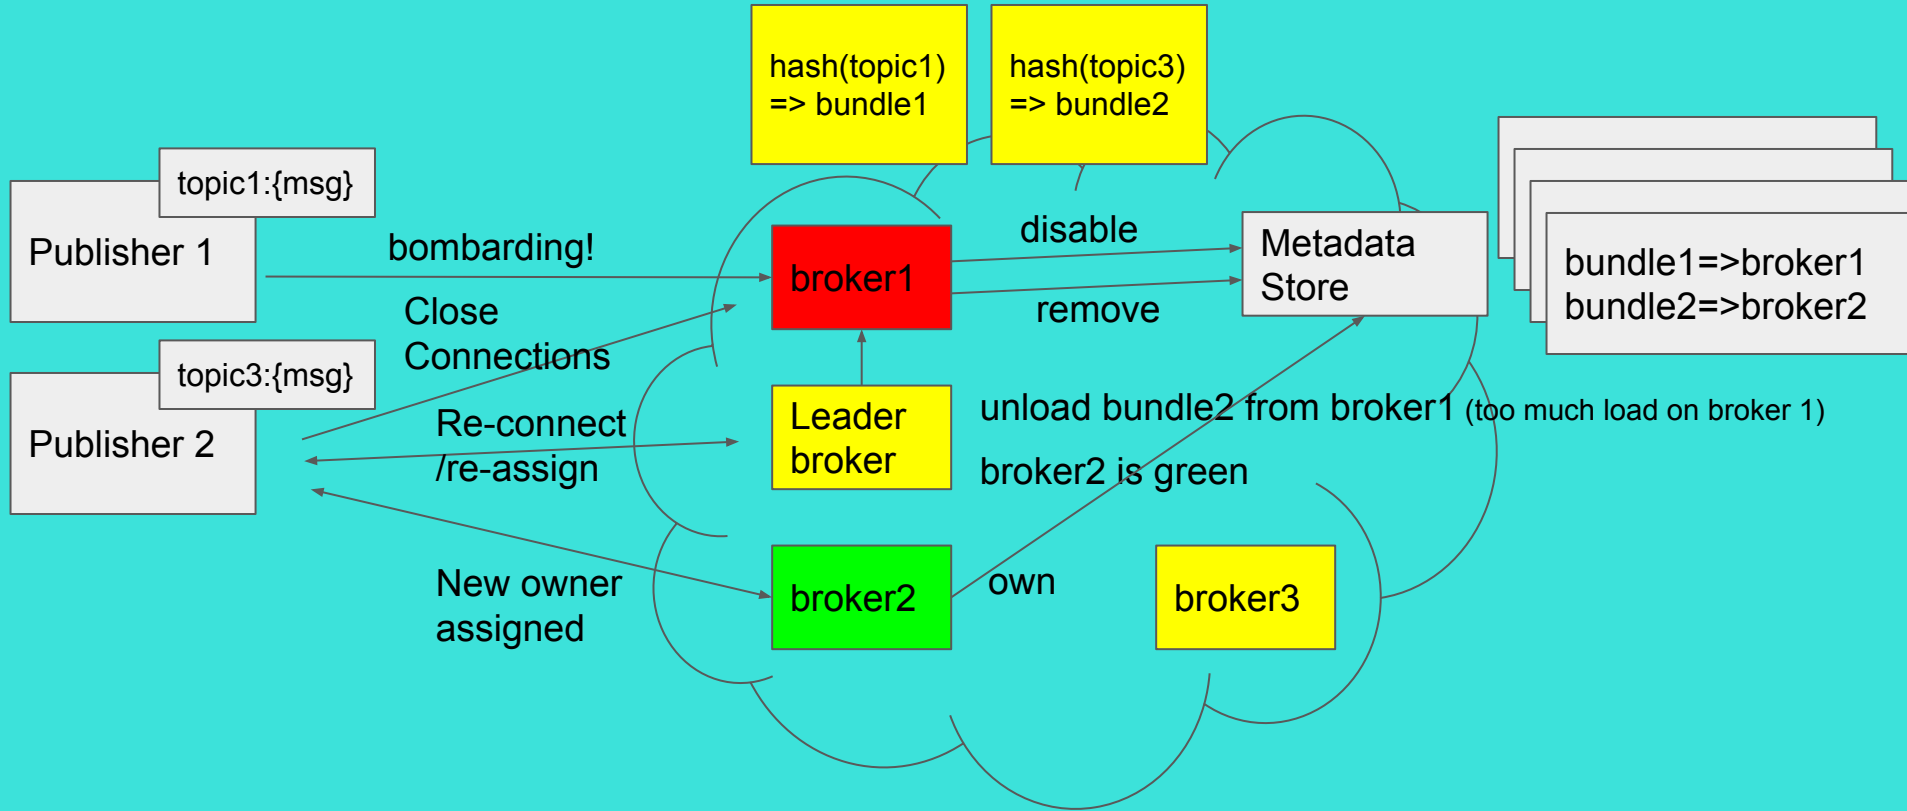 hash(topic1)
=> bundle1
hash(topic3)
=> bundle2
topic1:{msg}
Publisher 1
bombarding!
broker1
disable
remove
Metadata
Store
bundle1=>broker1
bundle2=>broker2
Close
Connections
topic3:{msg}
Publisher 2
Re-connect
/re-assign
Leader
broker
unload bundle2 from broker1 (too much load on broker 1)
broker2 is green
New owner
assigned
broker2
own
broker3